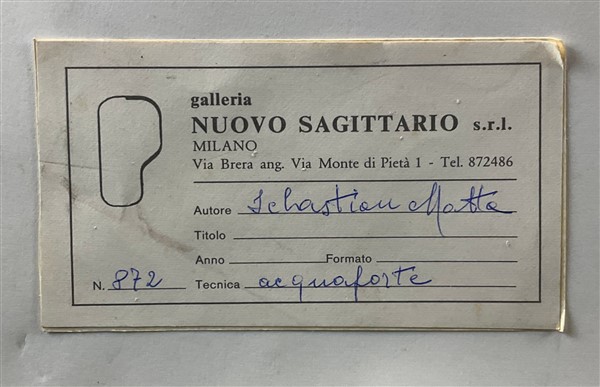 galleria
NUOVO SAGITTARIO s.r.l.
MILANO
Via Brera ang. Via Monte di Pietà 1 - Tel. 872486
Autore Sebastian Matta
Titolo
Anno Formato
N. 872 Tecnica acquaforte